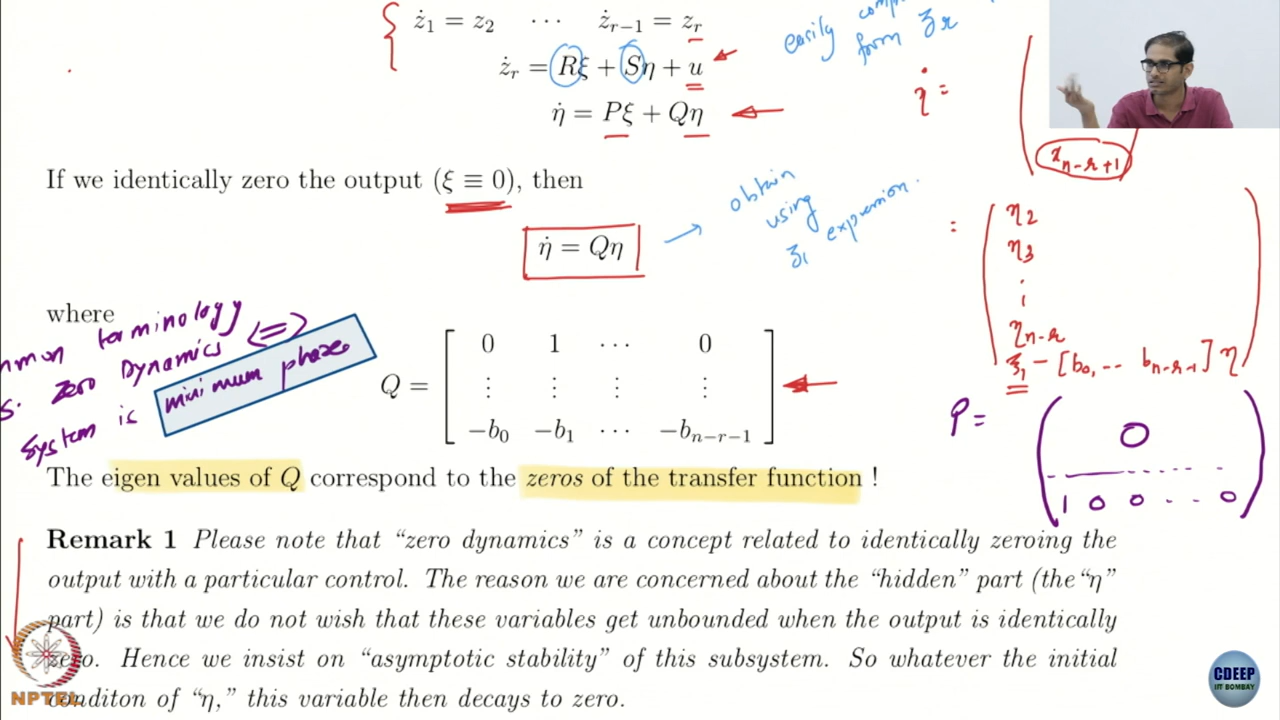 ż₁ = z₂ ⋯ ż_{r−1} = z_r
easily
from ξ_r
ż_r = Rξ + Sη + u
η̇ =
η̇ = Pξ + Qη
x_{n-r+1}
If we identically zero the output (ξ ≡ 0), then
obtain
using
ξ₁ expression.
η̇ = Qη
=
η₂
η₃
⋮
η_{n-r}
ξ₁ - [b₀, ... b_{n-r-1}] η
where
terminology
zero Dynamics ⇔
System is minimum phase
Q =
0 1 ⋯ 0
⋮ ⋮ ⋮ ⋮
−b₀ −b₁ ⋯ −b_{n−r−1}
P =
0
1 0 0 . . . 0
The eigen values of Q correspond to the zeros of the transfer function !
Remark 1 Please note that “zero dynamics” is a concept related to identically zeroing the
output with a particular control. The reason we are concerned about the “hidden” part (the“η”
part) is that we do not wish that these variables get unbounded when the output is identically
zero. Hence we insist on “asymptotic stability” of this subsystem. So whatever the initial
conditon of “η,” this variable then decays to zero.
NPTEL
CDEEP
IIT BOMBAY